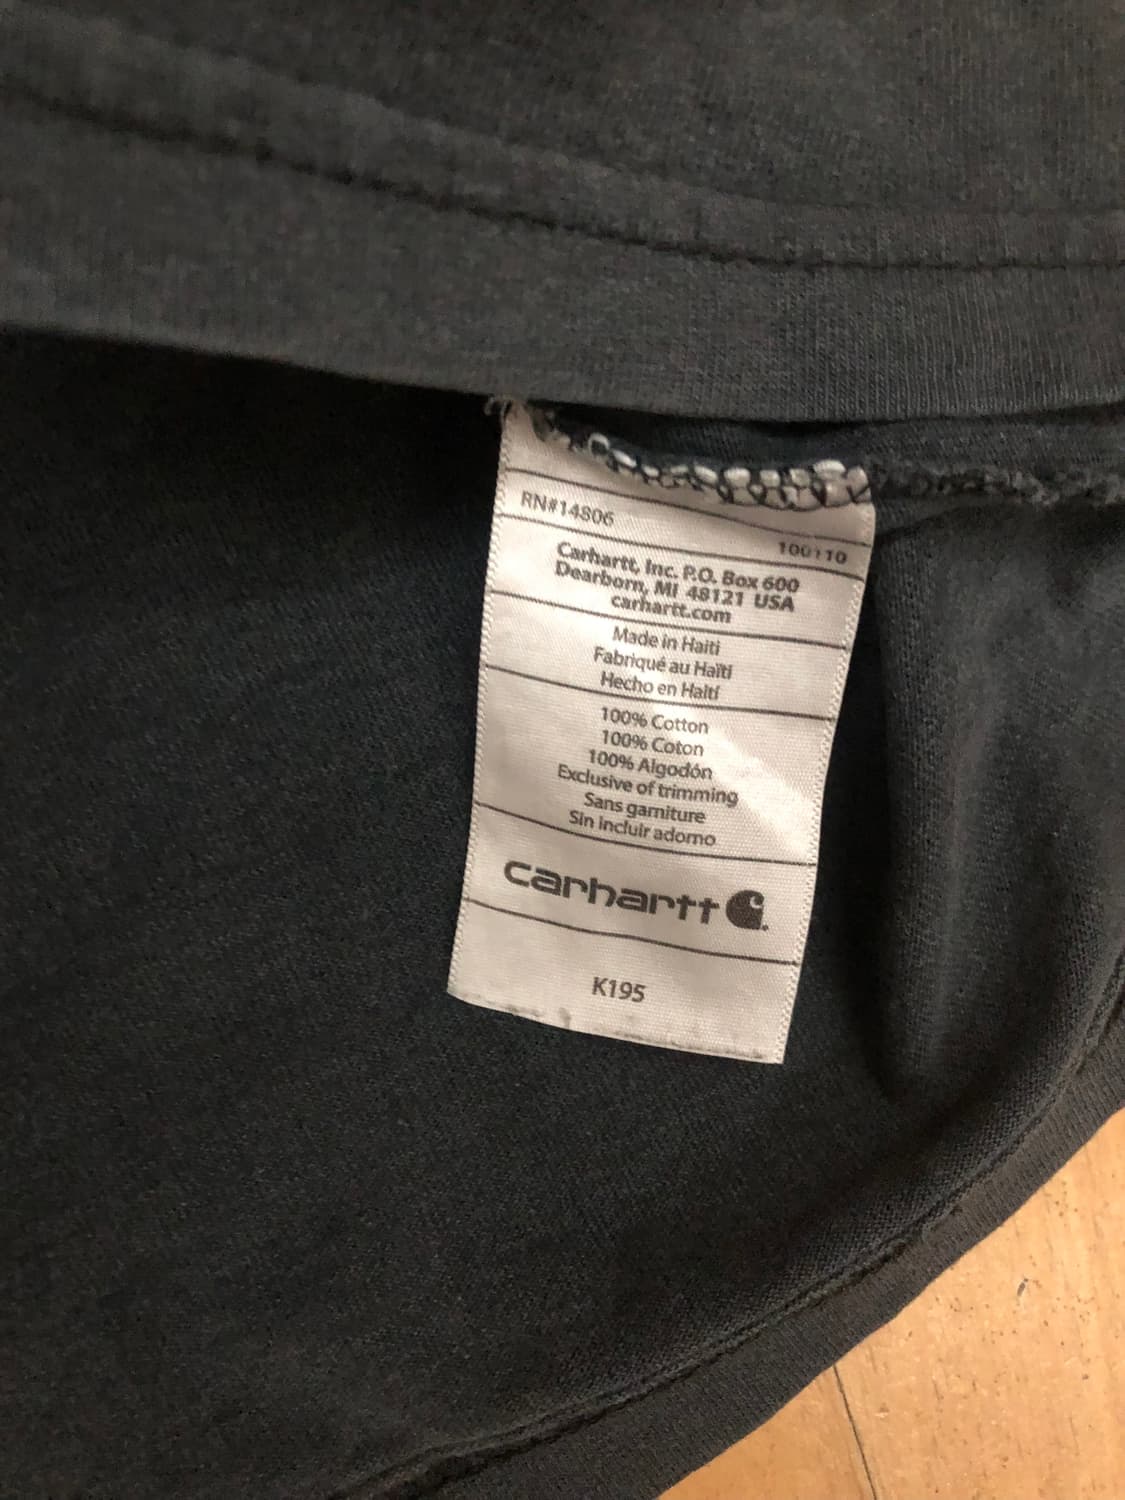 RN#14806
100110
Carhartt, Inc. P.O. Box 600
Dearborn, MI 48121 USA
carhartt.com
Made in Haiti
Fabriqué au Haïti
Hecho en Haití
100% Cotton
100% Coton
100% Algodón
Exclusive of trimming
Sans garniture
Sin incluir adorno
carhartt
K195